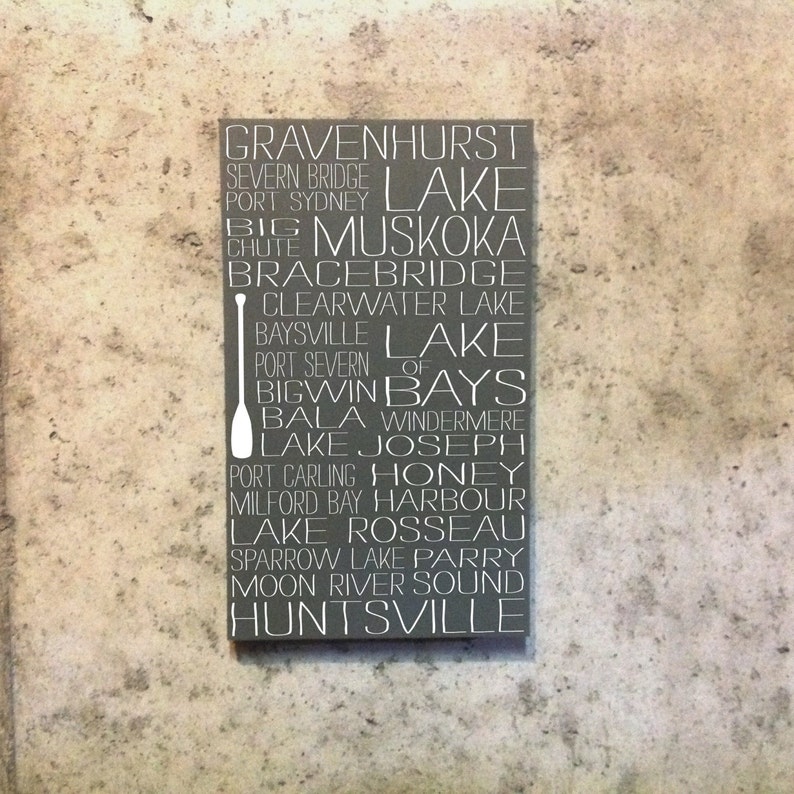 GRAVENHURST
SEVERN BRIDGE
PORT SYDNEY
LAKE
MUSKOKA
BIG
CHUTE
BRACEBRIDGE
CLEARWATER LAKE
BAYSVILLE
PORT SEVERN
LAKE
OF
BAYS
BIGWIN
BALA
WINDERMERE
LAKE JOSEPH
PORT CARLING
MILFORD BAY
HONEY
HARBOUR
LAKE ROSSEAU
SPARROW LAKE
MOON RIVER
PARRY
SOUND
HUNTSVILLE